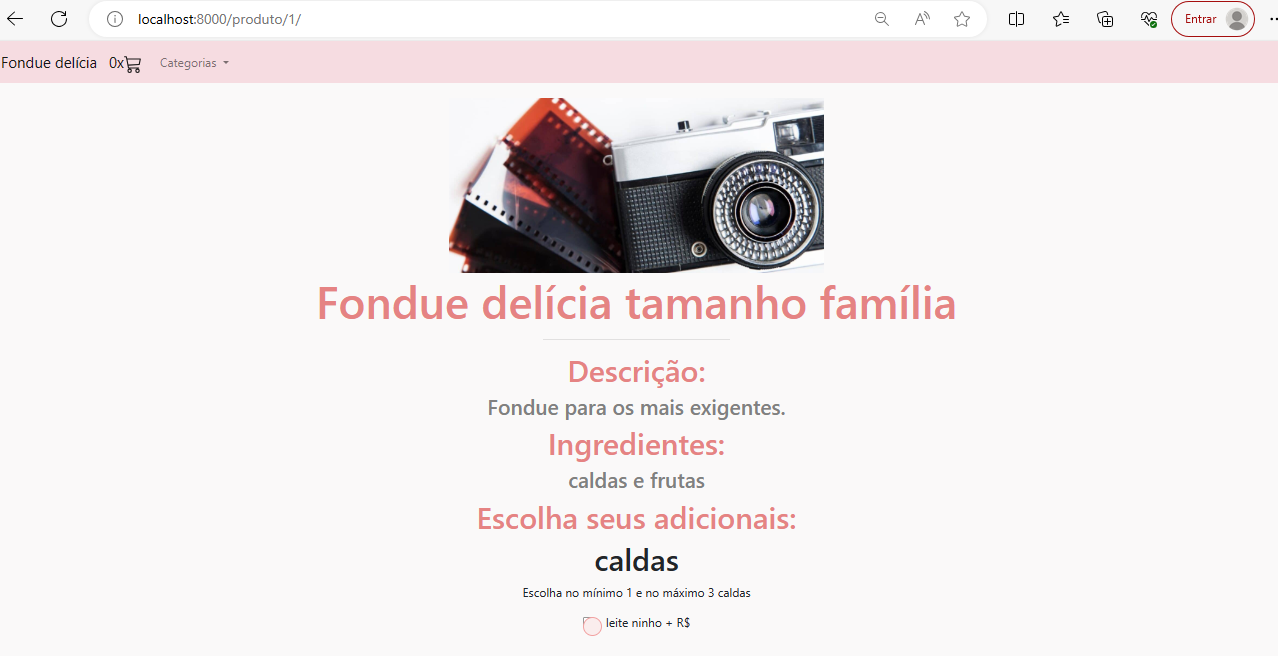 localhost:8000/produto/1/
Entrar
Fondue delícia 0x Categorias
Fondue delícia tamanho família
Descrição:
Fondue para os mais exigentes.
Ingredientes:
caldas e frutas
Escolha seus adicionais:
caldas
Escolha no mínimo 1 e no máximo 3 caldas
leite ninho + R$